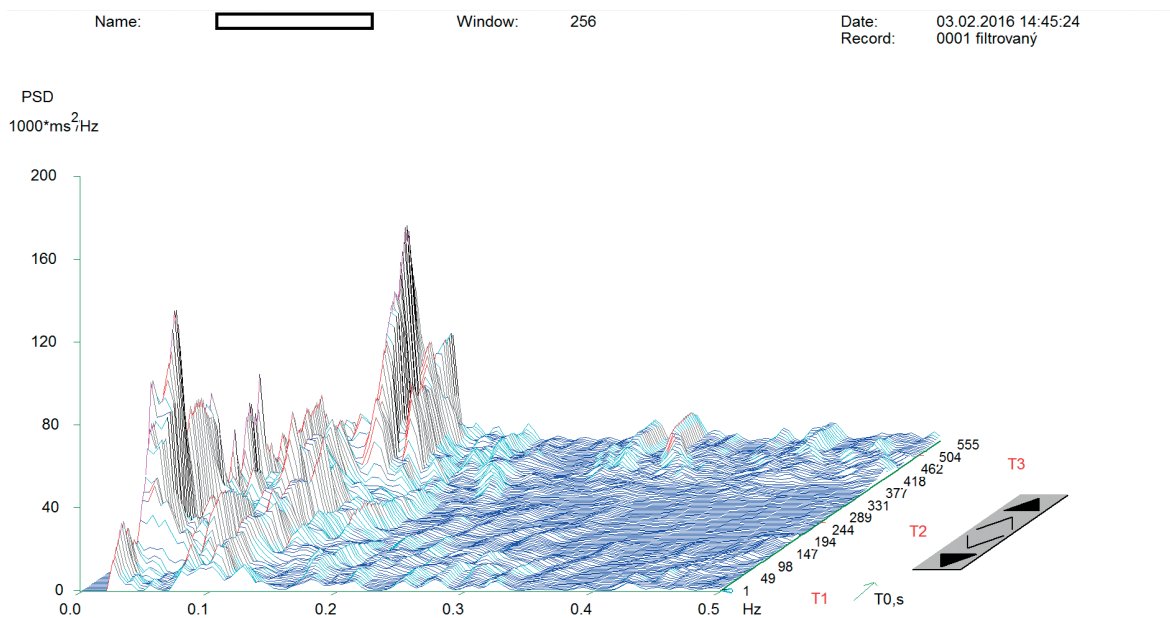 Name: Window: 256 Date: 03.02.2016 14:45:24
Record: 0001 filtrovaný
PSD
1000*ms²/Hz
200
160
120
80
40
0
0.0 0.1 0.2 0.3 0.4 0.5
Hz
1
49
98
147
194
244
289
331
377
418
462
504
555
T1
T0,s
T2
T3